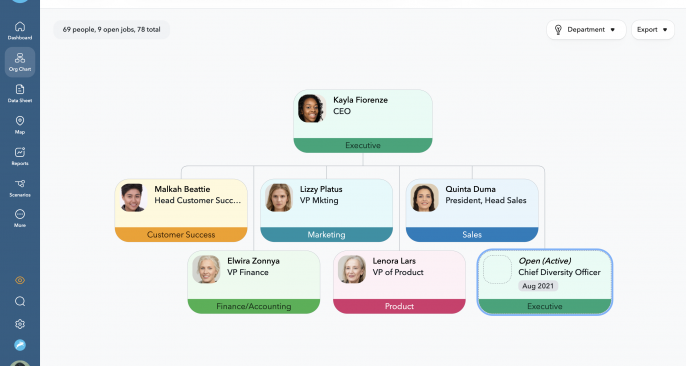 69 people, 9 open jobs, 78 total
Department
Export
Dashboard
Org Chart
Data Sheet
Map
Reports
Scenarios
More
Kayla Fiorenze
CEO
Executive
Malkah Beattie
Head Customer Succ...
Customer Success
Lizzy Platus
VP Mkting
Marketing
Quinta Duma
President, Head Sales
Sales
Elwira Zonnya
VP Finance
Finance/Accounting
Lenora Lars
VP of Product
Product
Open (Active)
Chief Diversity Officer
Aug 2021
Executive